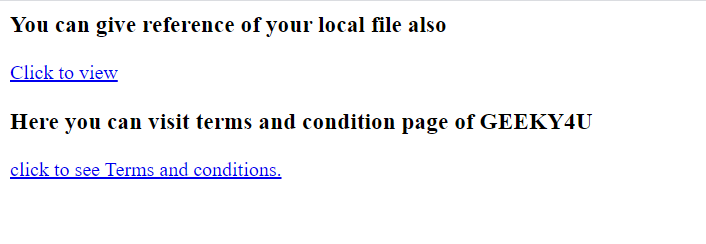 You can give reference of your local file also
Click to view
Here you can visit terms and condition page of GEEKY4U
click to see Terms and conditions.